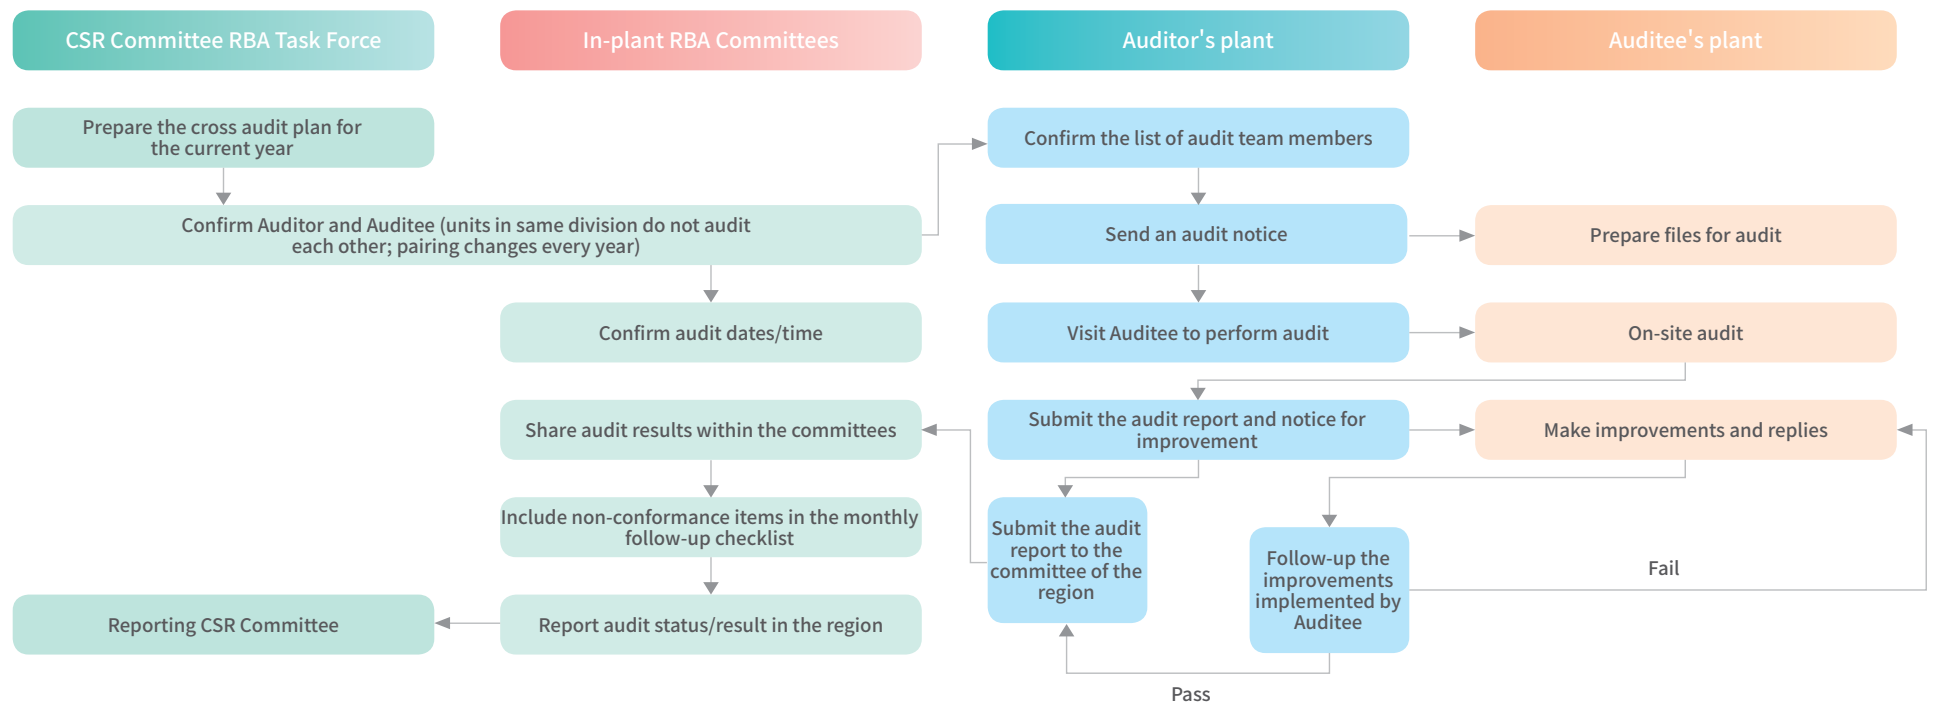 CSR Committee RBA Task Force
In-plant RBA Committees
Auditor's plant
Auditee's plant
Prepare the cross audit plan for
the current year
Confirm the list of audit team members
Confirm Auditor and Auditee (units in same division do not audit
each other; pairing changes every year)
Send an audit notice
Prepare files for audit
Confirm audit dates/time
Visit Auditee to perform audit
On-site audit
Share audit results within the committees
Submit the audit report and notice for
improvement
Make improvements and replies
Include non-conformance items in the monthly
follow-up checklist
Submit the audit
report to the
committee of the
region
Follow-up the
improvements
implemented by
Auditee
Fail
Reporting CSR Committee
Report audit status/result in the region
Pass